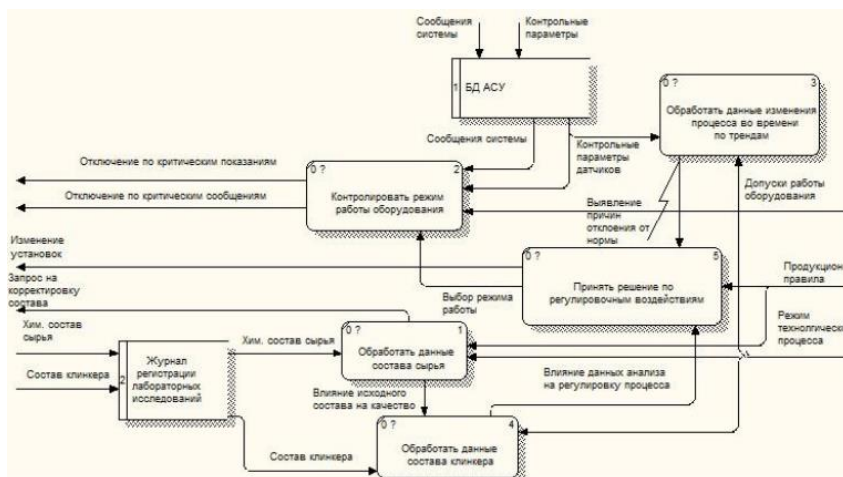 Сообщения
системы
Контрольные
параметры
1
БД АСУ
0 ?
3
Обработать данные изменения
процесса во времени
по трендам
Сообщения системы
Контрольные
параметры
датчиков
Отключение по критическим показаниям
Отключение по критическим сообщениям
0 ?
2
Контролировать режим
работы оборудования
Допуски работы
оборудования
Выявление
причин
отклоения от
нормы
Изменение
установок
Запрос на
корректировку
состава
0 ?
5
Принять решение по
регулировочным воздействиям
Продукцион
правила
Выбор режима
работы
Режим
технолгически
процесса
Хим. состав
сырья
Состав клинкера
2
Журнал
регистрации
лабораторных
исследований
Хим. состав сырья
0 ?
1
Обработать данные
состава сырья
Влияние исходного
состава на качество
Влияние данных анализа
на регулировку процесса
Состав клинкера
0 ?
4
Обработать данные
состава клинкера